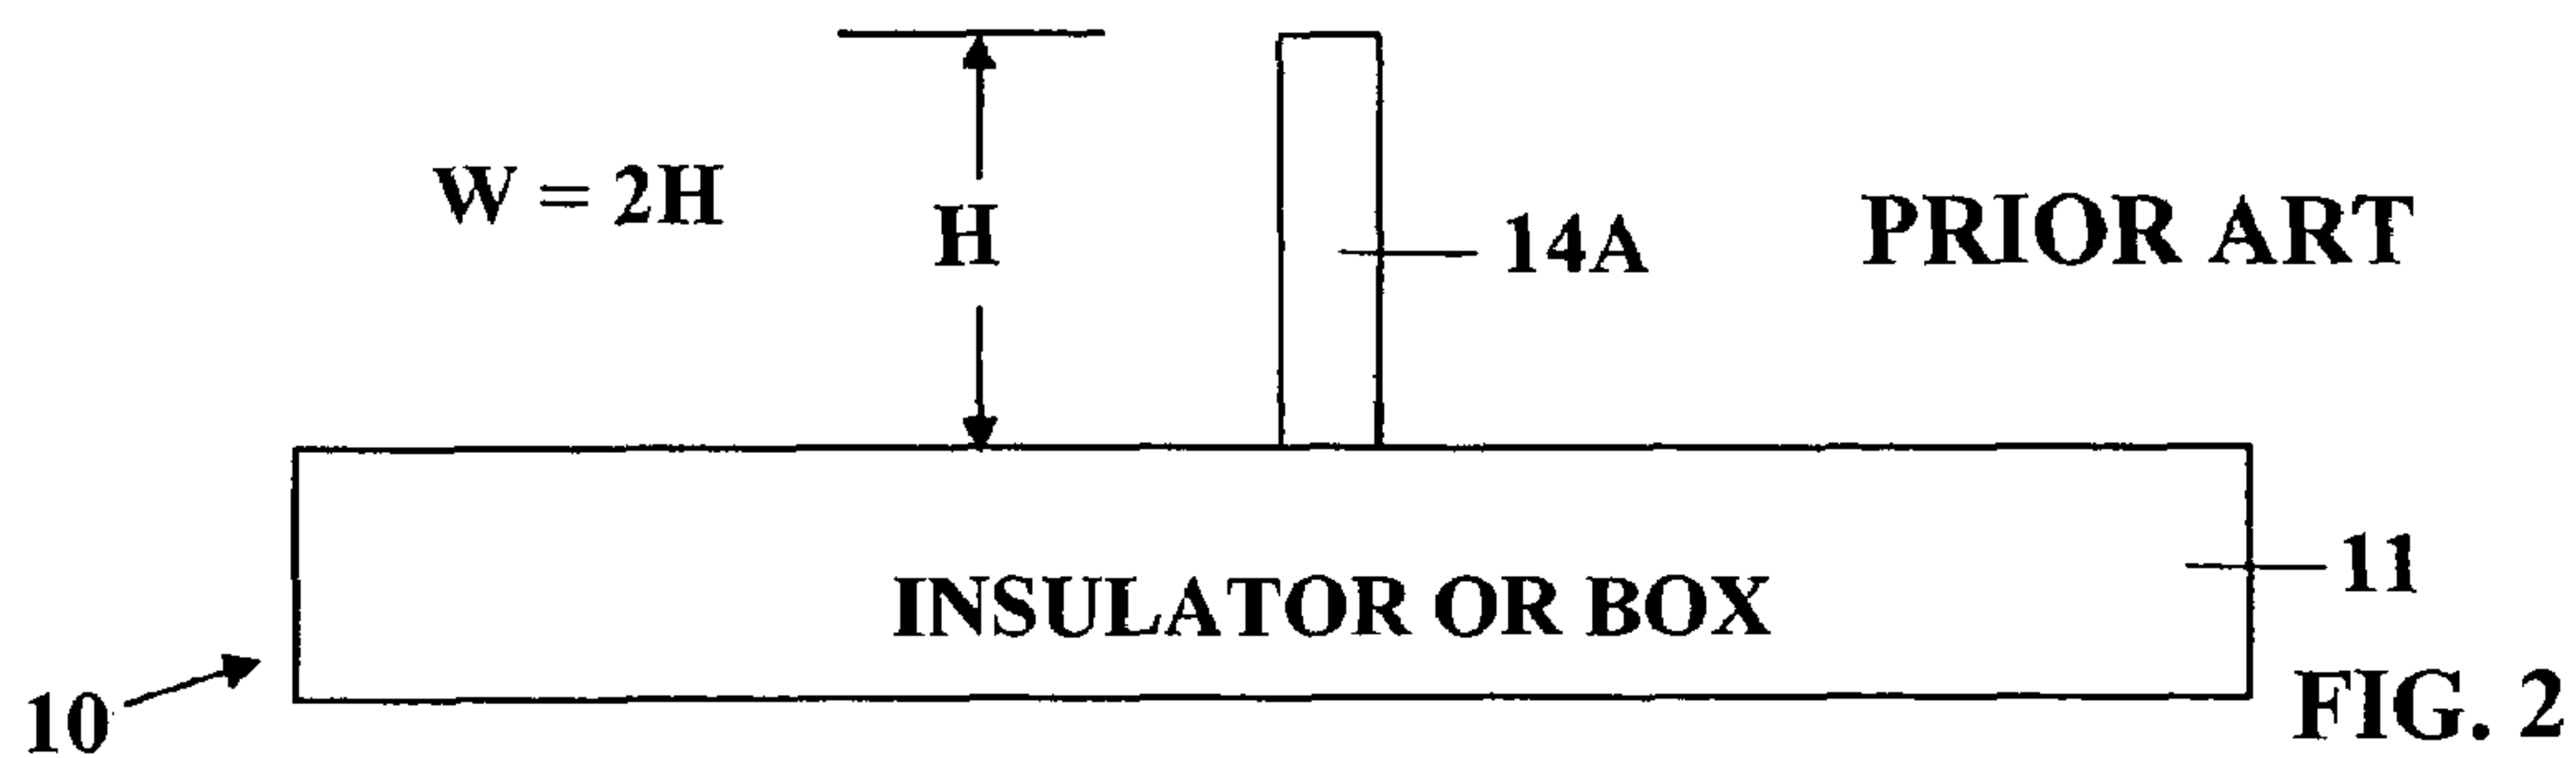 W = 2H
H
14A
PRIOR ART
INSULATOR OR BOX
11
10
FIG. 2